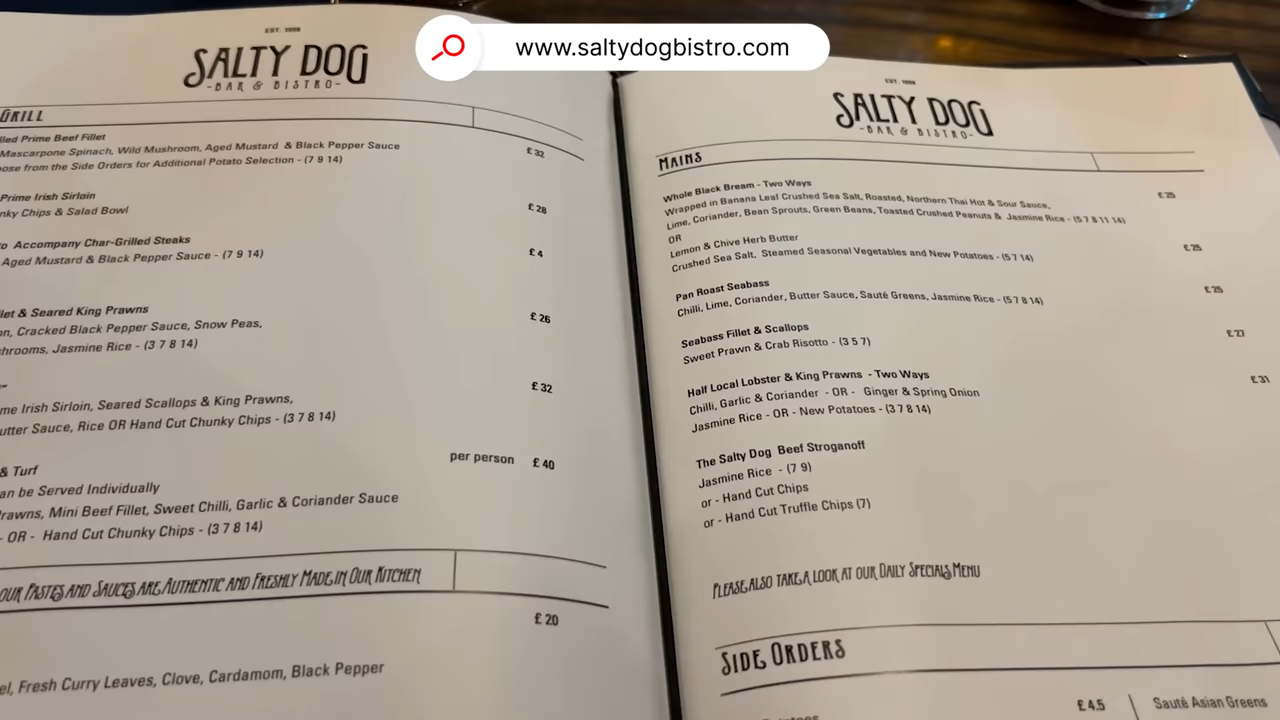 www.saltydogbistro.com
EST. 1998
SALTY DOG
-BAR & BISTRO-
GRILL
Prime Beef Fillet
Mascarpone Spinach, Wild Mushroom, Aged Mustard & Black Pepper Sauce
£ 32
from the Side Orders for Additional Potato Selection - (7 9 14)
Prime Irish Sirloin
Chips & Salad Bowl
£ 28
Accompany Char-Grilled Steaks
Aged Mustard & Black Pepper Sauce - (7 9 14)
£ 4
& Seared King Prawns
Cracked Black Pepper Sauce, Snow Peas,
£ 26
Jasmine Rice - (3 7 8 14)
Irish Sirloin, Seared Scallops & King Prawns,
£ 32
Sauce, Rice OR Hand Cut Chunky Chips - (3 7 8 14)
& Turf
per person £ 40
be Served Individually
Mini Beef Fillet, Sweet Chilli, Garlic & Coriander Sauce
- OR - Hand Cut Chunky Chips - (3 7 8 14)
OUR PASTES AND SAUCES ARE AUTHENTIC AND FRESHLY MADE IN OUR KITCHEN
£ 20
Fresh Curry Leaves, Clove, Cardamom, Black Pepper
EST. 1998
SALTY DOG
-BAR & BISTRO-
MAINS
Whole Black Bream - Two Ways
£ 25
Wrapped in Banana Leaf Crushed Sea Salt, Roasted, Northern Thai Hot & Sour Sauce,
Lime, Coriander, Bean Sprouts, Green Beans, Toasted Crushed Peanuts & Jasmine Rice - (5 7 8 11 14)
OR
Lemon & Chive Herb Butter
£ 25
Crushed Sea Salt, Steamed Seasonal Vegetables and New Potatoes - (5 7 14)
Pan Roast Seabass
£ 25
Chilli, Lime, Coriander, Butter Sauce, Sauté Greens, Jasmine Rice - (5 7 8 14)
Seabass Fillet & Scallops
£ 27
Sweet Prawn & Crab Risotto - (3 5 7)
Half Local Lobster & King Prawns - Two Ways
£ 31
Chilli, Garlic & Coriander - OR - Ginger & Spring Onion
Jasmine Rice - OR - New Potatoes - (3 7 8 14)
The Salty Dog Beef Stroganoff
Jasmine Rice - (7 9)
or - Hand Cut Chips
or - Hand Cut Truffle Chips (7)
PLEASE ALSO TAKE A LOOK AT OUR DAILY SPECIALS MENU
SIDE ORDERS
£ 4.5
Sauté Asian Greens